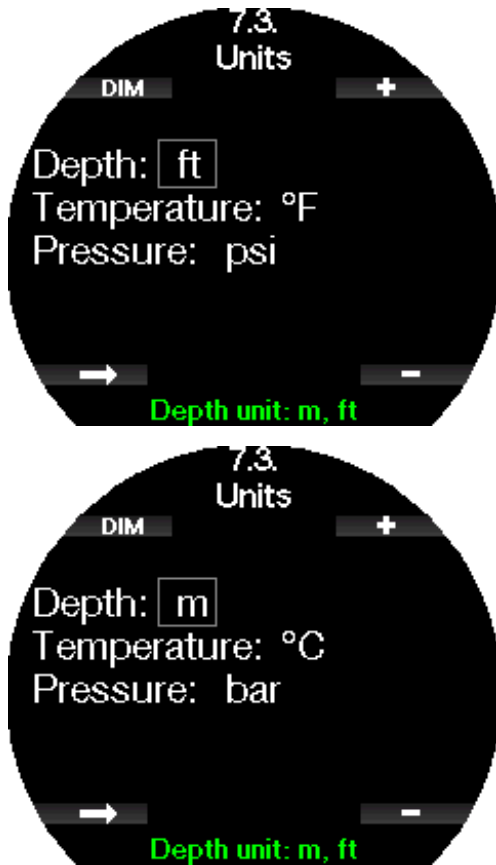 7.3.
Units
DIM +
Depth: ft
Temperature: °F
Pressure: psi
→ -
Depth unit: m, ft
7.3.
Units
DIM +
Depth: m
Temperature: °C
Pressure: bar
→ -
Depth unit: m, ft